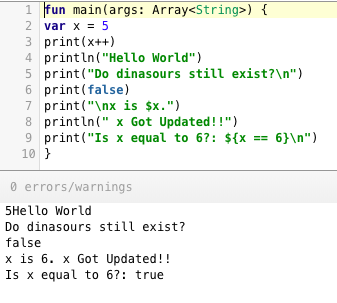 1 fun main(args: Array<String>) {
2 var x = 5
3 print(x++)
4 println("Hello World")
5 print("Do dinasours still exist?\n")
6 print(false)
7 print("\nx is $x.")
8 println(" x Got Updated!!")
9 print("Is x equal to 6?: ${x == 6}\n")
10 }
0 errors/warnings
5Hello World
Do dinasours still exist?
false
x is 6. x Got Updated!!
Is x equal to 6?: true